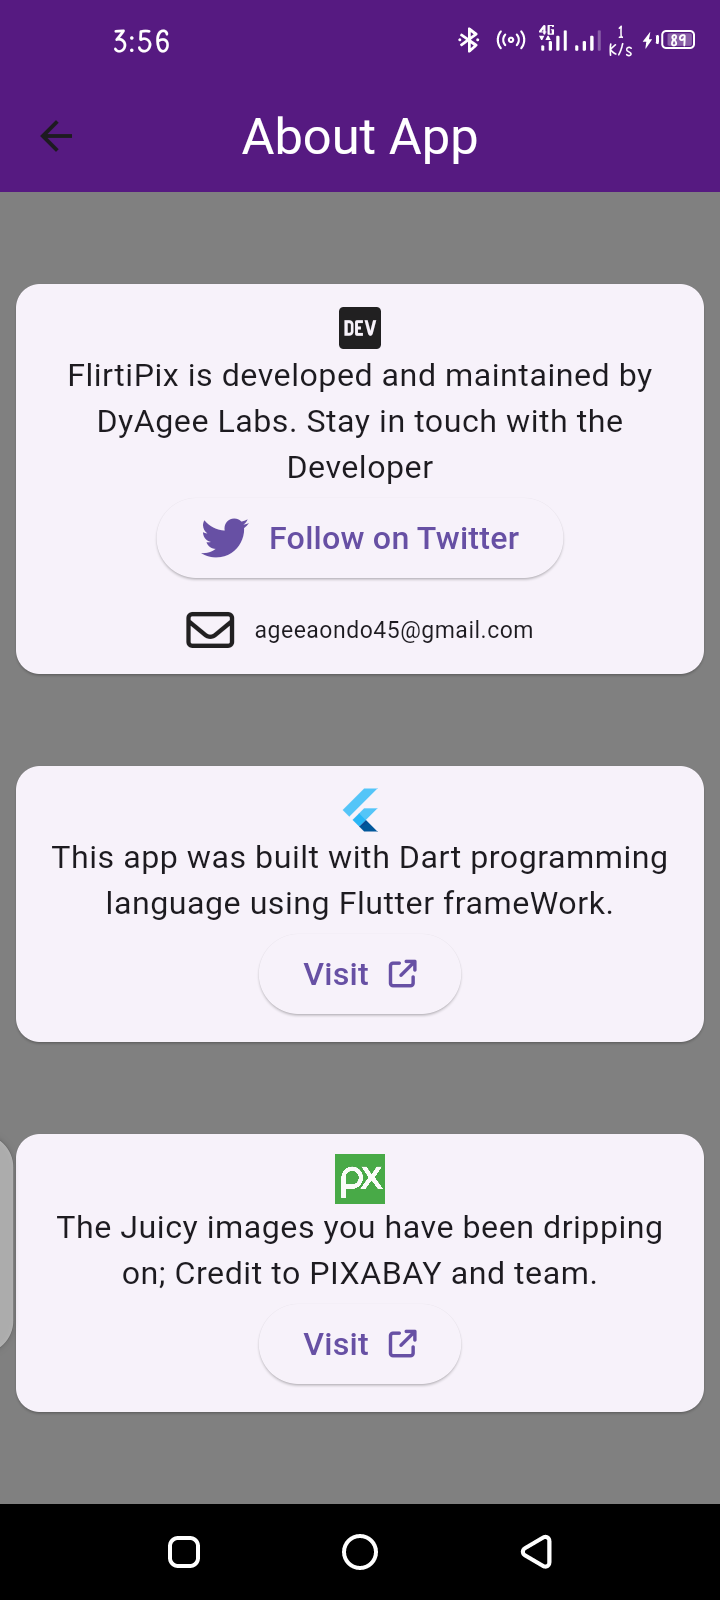 3:56
4G
1
K/s
89
About App
DEV
FlirtiPix is developed and maintained by
DyAgee Labs. Stay in touch with the
Developer
Follow on Twitter
ageeaondo45@gmail.com
This app was built with Dart programming
language using Flutter frameWork.
Visit
px
The Juicy images you have been dripping
on; Credit to PIXABAY and team.
Visit